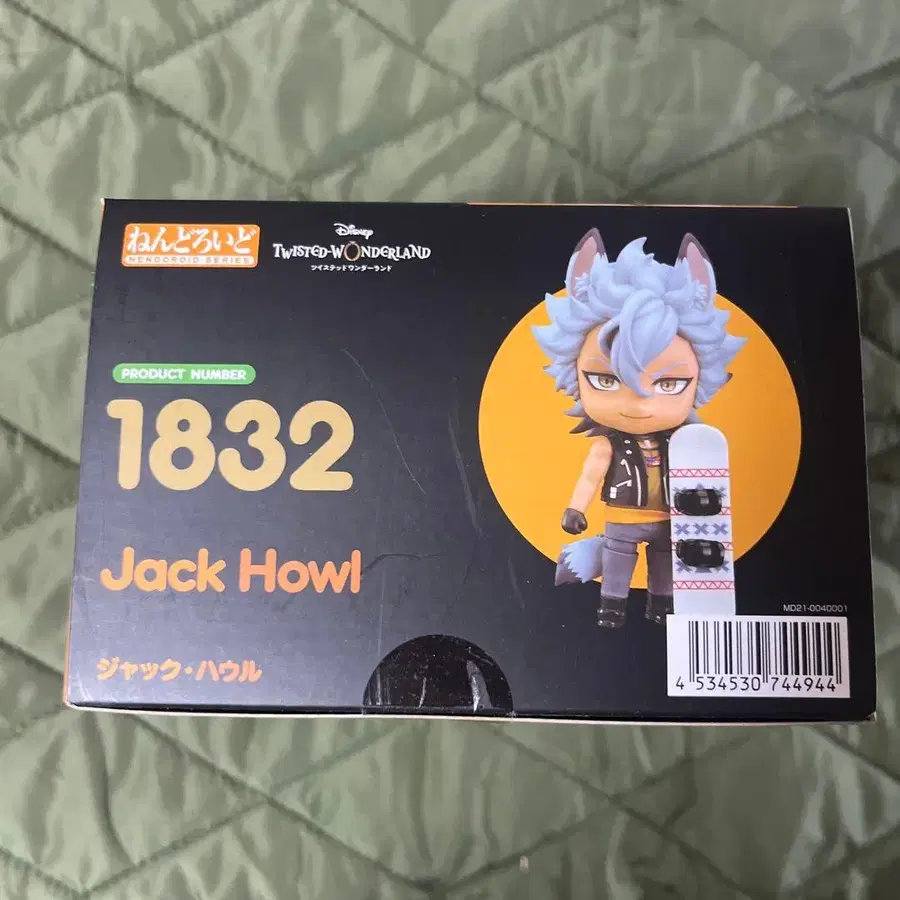 ねんどろいど
NENDOROID SERIES
Disney
TWISTED-WONDERLAND
ツイステッドワンダーランド
PRODUCT NUMBER
1832
Jack Howl
ジャック・ハウル
MD21-0040001
4 534530 744944